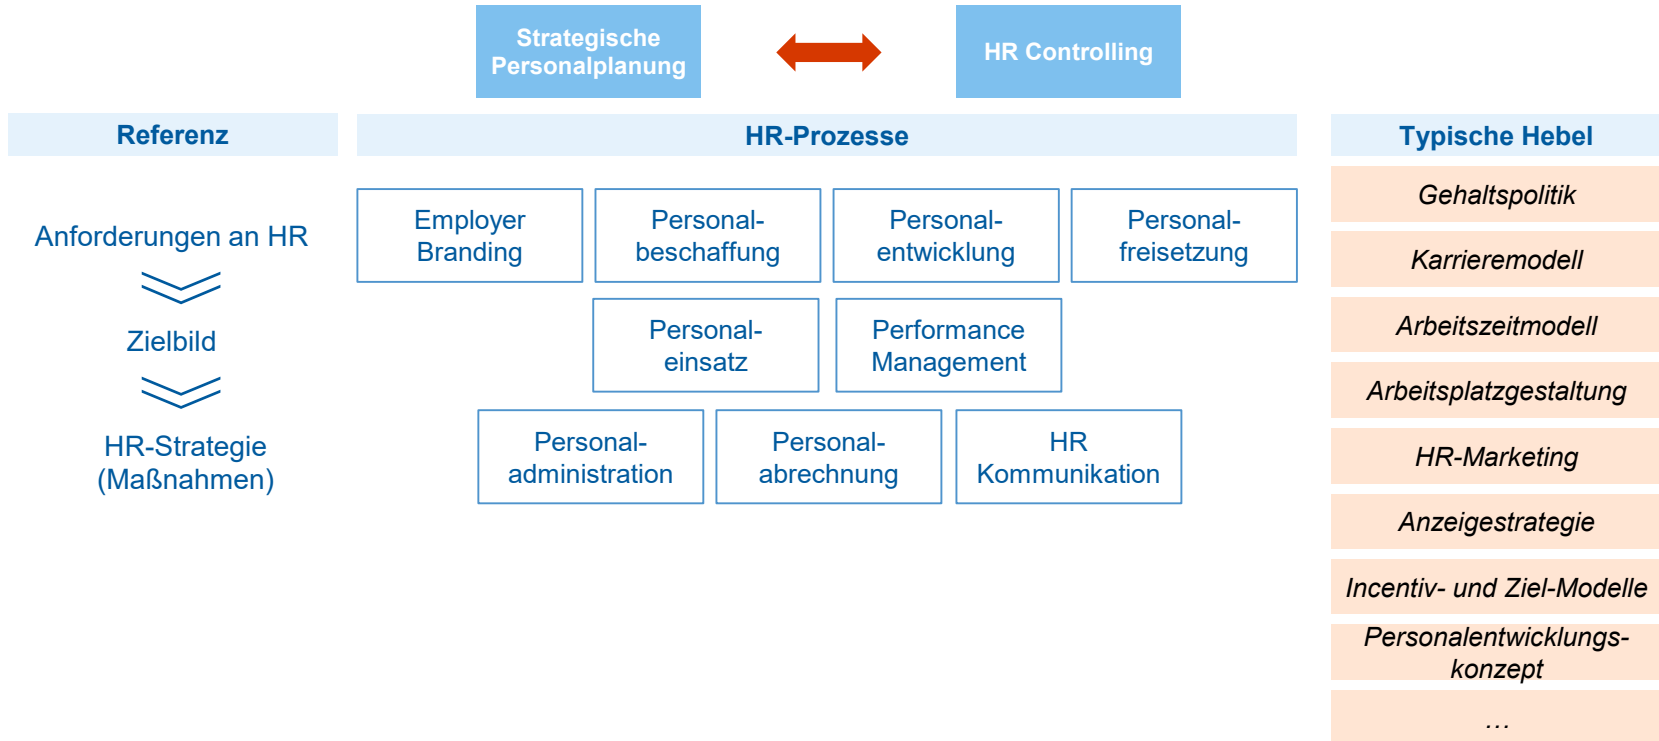 Strategische
Personalplanung
HR Controlling
Referenz
HR-Prozesse
Typische Hebel
Anforderungen an HR
Zielbild
HR-Strategie
(Maßnahmen)
Employer
Branding
Personal-
beschaffung
Personal-
entwicklung
Personal-
freisetzung
Personal-
einsatz
Performance
Management
Personal-
administration
Personal-
abrechnung
HR
Kommunikation
Gehaltspolitik
Karrieremodell
Arbeitszeitmodell
Arbeitsplatzgestaltung
HR-Marketing
Anzeigestrategie
Incentiv- und Ziel-Modelle
Personalentwicklungs-
konzept
…